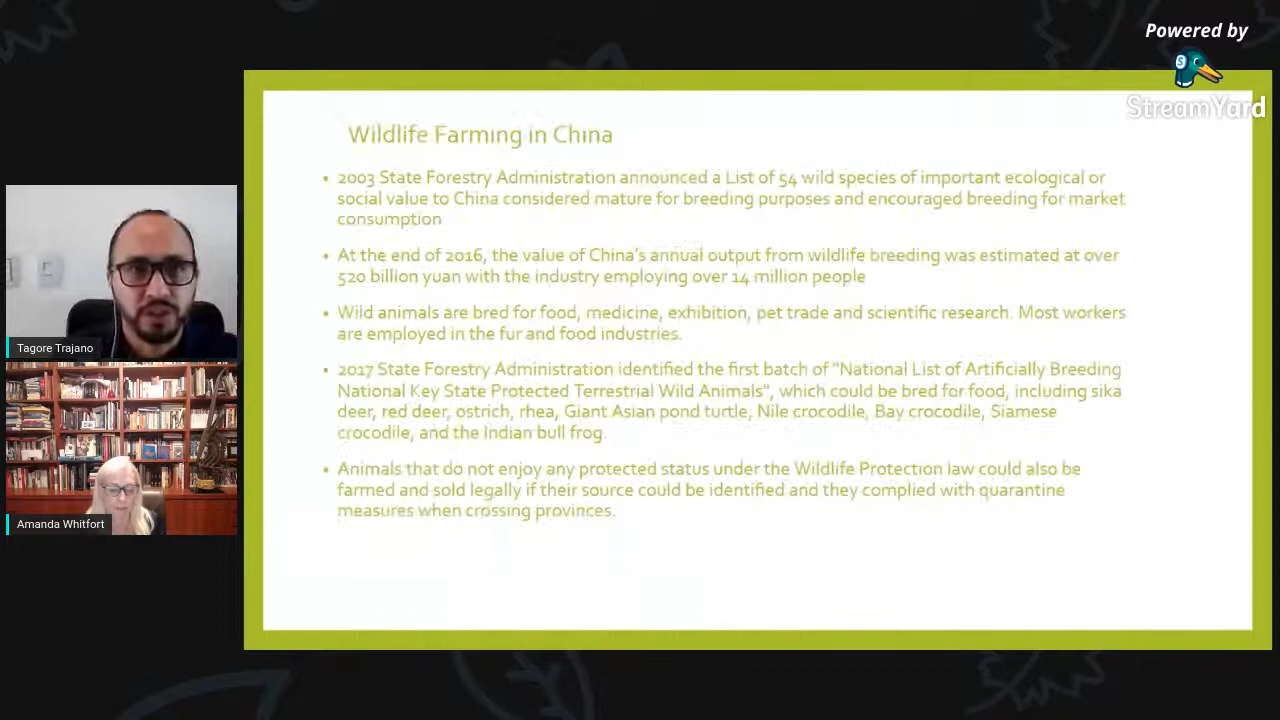 Powered by
StreamYard
Wildlife Farming in China
• 2003 State Forestry Administration announced a List of 54 wild species of important ecological or
social value to China considered mature for breeding purposes and encouraged breeding for market
consumption
• At the end of 2016, the value of China's annual output from wildlife breeding was estimated at over
520 billion yuan with the industry employing over 14 million people
• Wild animals are bred for food, medicine, exhibition, pet trade and scientific research. Most workers
are employed in the fur and food industries.
• 2017 State Forestry Administration identified the first batch of "National List of Artificially Breeding
National Key State Protected Terrestrial Wild Animals", which could be bred for food, including sika
deer, red deer, ostrich, rhea, Giant Asian pond turtle, Nile crocodile, Bay crocodile, Siamese
crocodile, and the Indian bull frog.
• Animals that do not enjoy any protected status under the Wildlife Protection law could also be
farmed and sold legally if their source could be identified and they complied with quarantine
measures when crossing provinces.
Tagore Trajano
Amanda Whitfort